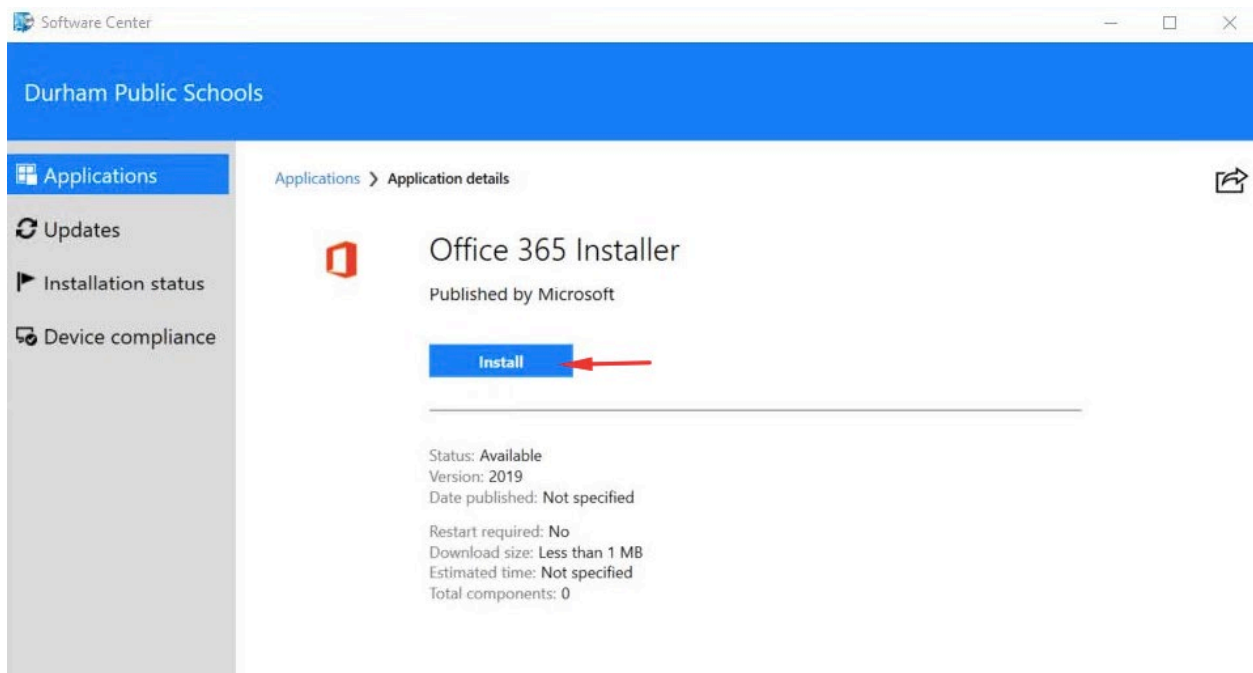 Software Center
Durham Public Schools
Applications
Updates
Installation status
Device compliance
Applications ❯ Application details
Office 365 Installer
Published by Microsoft
Install
Status: Available
Version: 2019
Date published: Not specified
Restart required: No
Download size: Less than 1 MB
Estimated time: Not specified
Total components: 0